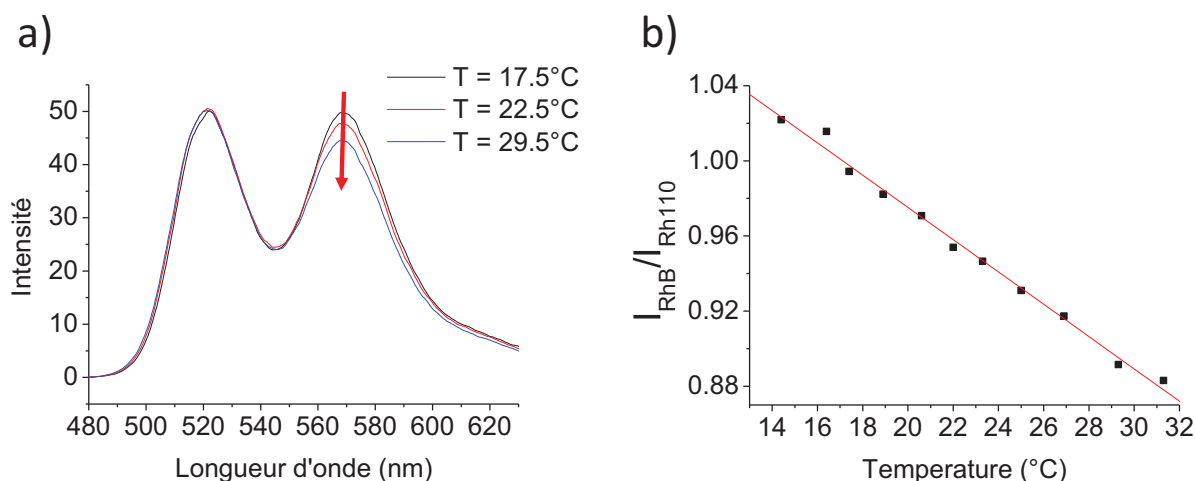 a)
T = 17.5°C
T = 22.5°C
T = 29.5°C
50
40
30
20
10
0
Intensité
480 500 520 540 560 580 600 620
Longueur d'onde (nm)
b)
1.04
1.00
0.96
0.92
0.88
I_RhB/I_Rh110
14 16 18 20 22 24 26 28 30 32
Temperature (°C)